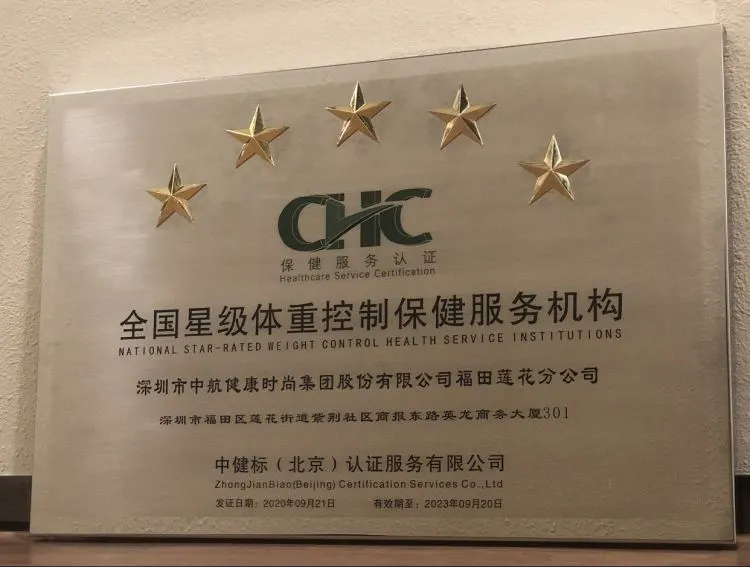 CHC
保健服务认证
Healthcare Service Certification
全国星级体重控制保健服务机构
NATIONAL STAR-RATED WEIGHT CONTROL HEALTH SERVICE INSTITUTIONS
深圳市中航健康时尚集团股份有限公司福田莲花分公司
深圳市福田区莲花街道紫荆社区商报东路英龙商务大厦301
中健标（北京）认证服务有限公司
ZhongJianBiao(Beijing) Certification Services Co.,Ltd
发证日期：2020年09月21日 有效期至：2023年09月20日